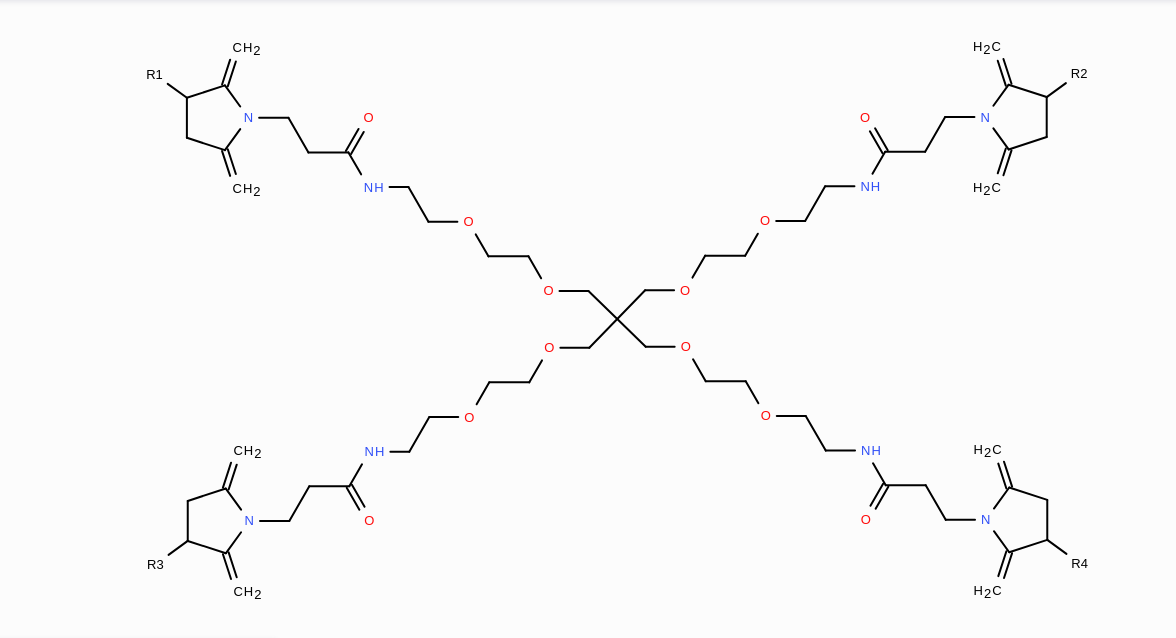 CH2 H2C
R1 R2
N O O N
CH2 NH NH H2C
O O
O O
O O
O O
CH2 NH NH H2C
N O O N
R3 R4
CH2 H2C